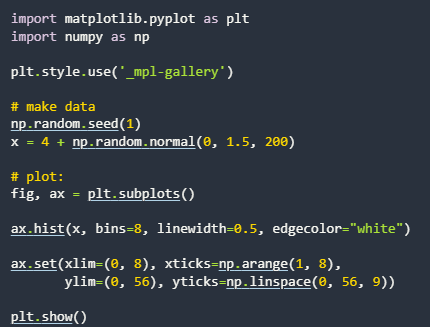 import matplotlib.pyplot as plt
import numpy as np

plt.style.use('_mpl-gallery')

# make data
np.random.seed(1)
x = 4 + np.random.normal(0, 1.5, 200)

# plot:
fig, ax = plt.subplots()

ax.hist(x, bins=8, linewidth=0.5, edgecolor="white")

ax.set(xlim=(0, 8), xticks=np.arange(1, 8),
       ylim=(0, 56), yticks=np.linspace(0, 56, 9))

plt.show()